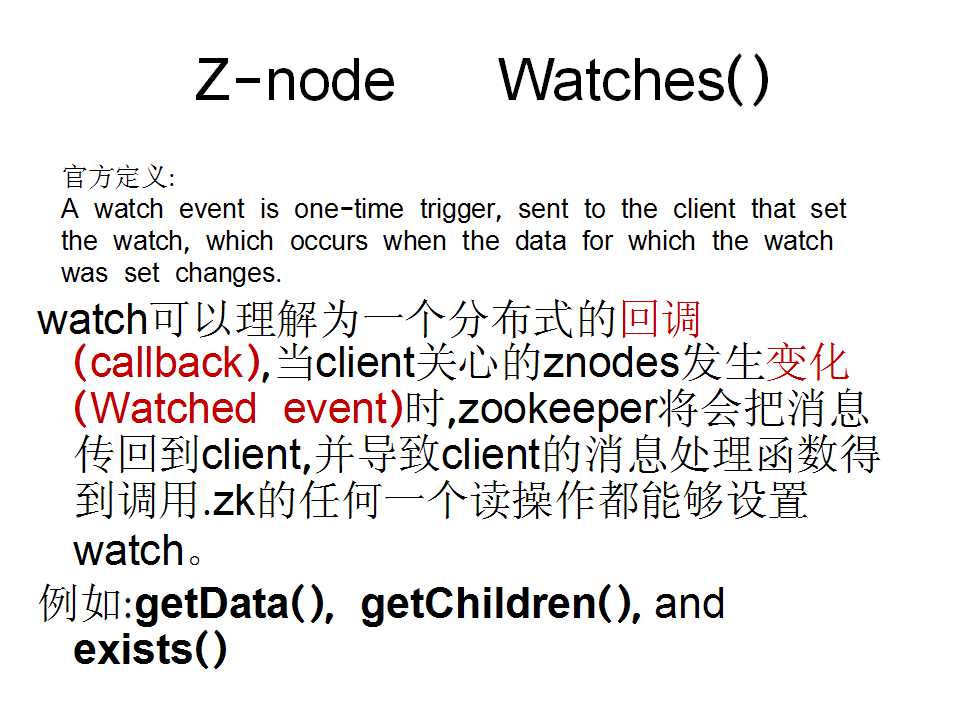 Z-node Watches()
官方定义:
A watch event is one-time trigger, sent to the client that set
the watch, which occurs when the data for which the watch
was set changes.
watch可以理解为一个分布式的回调
(callback),当client关心的znodes发生变化
(Watched event)时,zookeeper将会把消息
传回到client,并导致client的消息处理函数得
到调用.zk的任何一个读操作都能够设置
watch。
例如:getData(), getChildren(), and
exists()